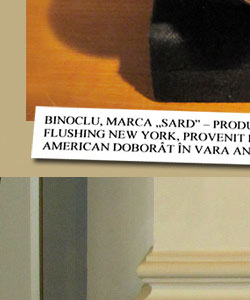 BINOCLU, MARCA „SARD” – PRODU
FLUSHING NEW YORK, PROVENIT
AMERICAN DOBORÂT ÎN VARA AN